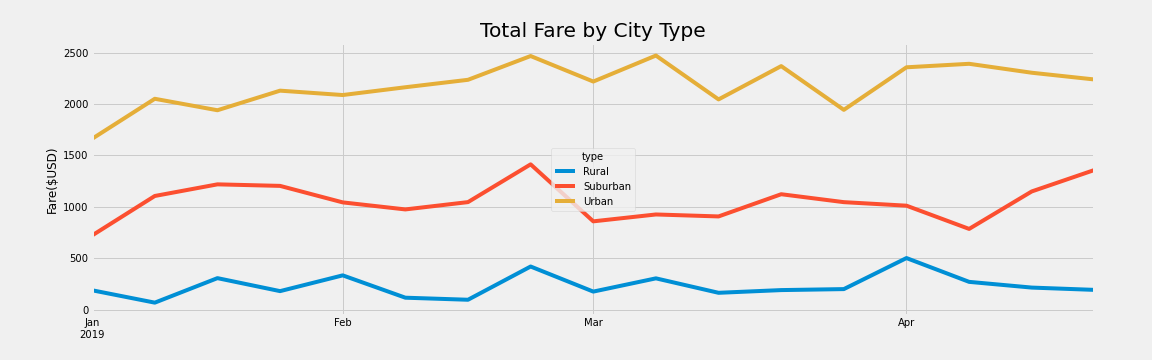 Total Fare by City Type
Fare($USD)
2500
2000
1500
1000
500
0
type
Rural
Suburban
Urban
Jan
2019
Feb
Mar
Apr